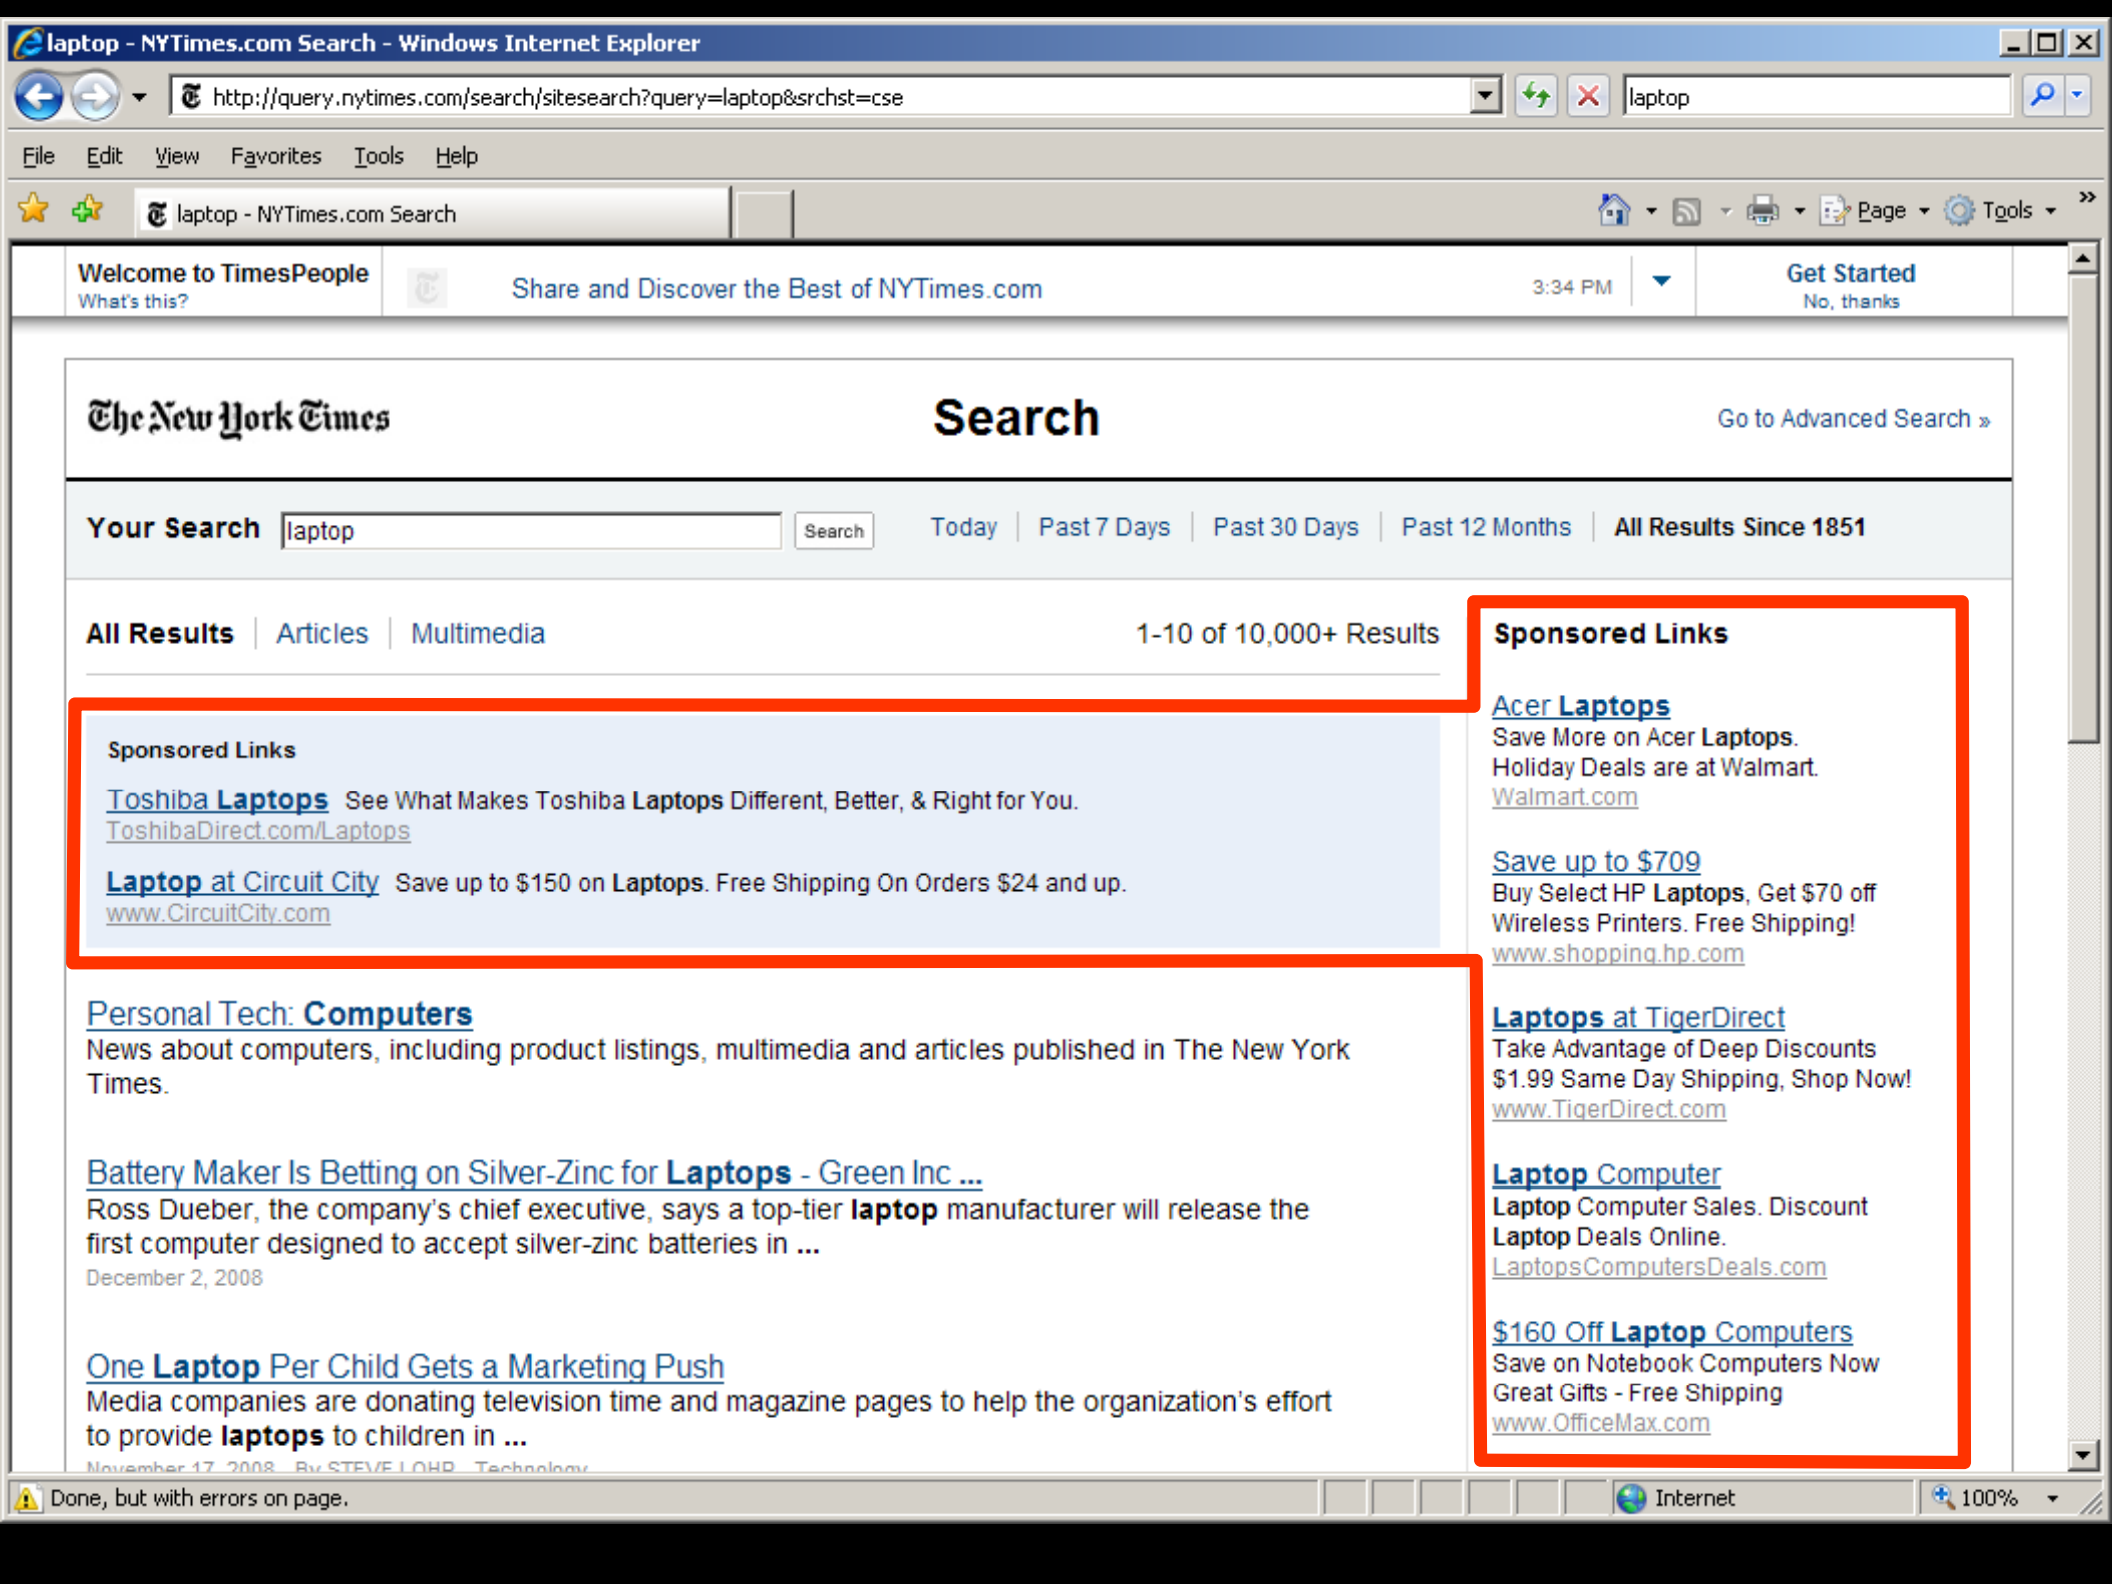 laptop - NYTimes.com Search - Windows Internet Explorer
http://query.nytimes.com/search/sitesearch?query=laptop&srchst=cse
laptop
File Edit View Favorites Tools Help
laptop - NYTimes.com Search
Page Tools »
Welcome to TimesPeople
What's this?
Share and Discover the Best of NYTimes.com
3:34 PM
Get Started
No, thanks
The New York Times
Search
Go to Advanced Search »
Your Search laptop Search Today Past 7 Days Past 30 Days Past 12 Months All Results Since 1851
All Results Articles Multimedia 1-10 of 10,000+ Results
Sponsored Links
Toshiba Laptops See What Makes Toshiba Laptops Different, Better, & Right for You.
ToshibaDirect.com/Laptops
Laptop at Circuit City Save up to $150 on Laptops. Free Shipping On Orders $24 and up.
www.CircuitCity.com
Personal Tech: Computers
News about computers, including product listings, multimedia and articles published in The New York
Times.
Battery Maker Is Betting on Silver-Zinc for Laptops - Green Inc ...
Ross Dueber, the company's chief executive, says a top-tier laptop manufacturer will release the
first computer designed to accept silver-zinc batteries in ...
December 2, 2008
One Laptop Per Child Gets a Marketing Push
Media companies are donating television time and magazine pages to help the organization's effort
to provide laptops to children in ...
November 17, 2008 By STEVE LOHR Technology
Sponsored Links
Acer Laptops
Save More on Acer Laptops.
Holiday Deals are at Walmart.
Walmart.com
Save up to $709
Buy Select HP Laptops, Get $70 off
Wireless Printers. Free Shipping!
www.shopping.hp.com
Laptops at TigerDirect
Take Advantage of Deep Discounts
$1.99 Same Day Shipping, Shop Now!
www.TigerDirect.com
Laptop Computer
Laptop Computer Sales. Discount
Laptop Deals Online.
LaptopsComputersDeals.com
$160 Off Laptop Computers
Save on Notebook Computers Now
Great Gifts - Free Shipping
www.OfficeMax.com
Done, but with errors on page.
Internet
100%